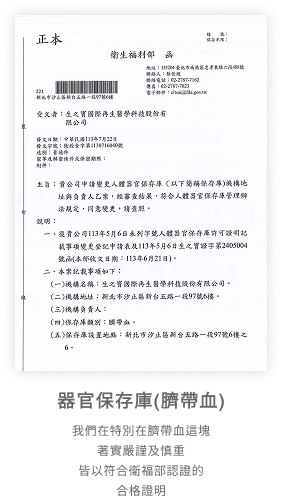 正本
檔　號：
保存年限：
衛生福利部　函
地址：115204 臺北市南港區忠孝東路六段488號
聯絡人：
聯絡電話：02-2787-7162
傳真：02-2787-7023
電子郵件：
221
新北市汐止區新台五路一段97號6樓
受文者：生之寶國際再生醫學科技股份有
限公司
發文日期：中華民國113年7月22日
發文字號：衛授食字第1130716040號
速別：普通件
密等及解密條件或保密期限：
附件：
主旨：貴公司申請變更人體器官保存庫（以下簡稱保存庫)機構地
址與負責人乙案，經審查結果，符合人體器官保存庫管理辦
法規定，同意變更，請查照。
說明：
一、復貴公司113年5月6日未列字號人體器官保存庫許可證明記
載事項變更登記申請表及113年5月6日生之寶證字第2405004
號函(本部收文日期：113年6月21日)。
二、本案記載事項如下：
(一)機構名稱：生之寶國際再生醫學科技股份有限公司。
(二)機構地址：新北市汐止區新台五路一段97號6樓。
(三)機構負責人：
(四)保存庫類別：臍帶血。
(五)保存庫設置地點：新北市汐止區新台五路一段97號6樓之
6。
器官保存庫(臍帶血)
我們在特別在臍帶血這塊
著實嚴謹及慎重
皆以符合衛福部認證的
合格證明